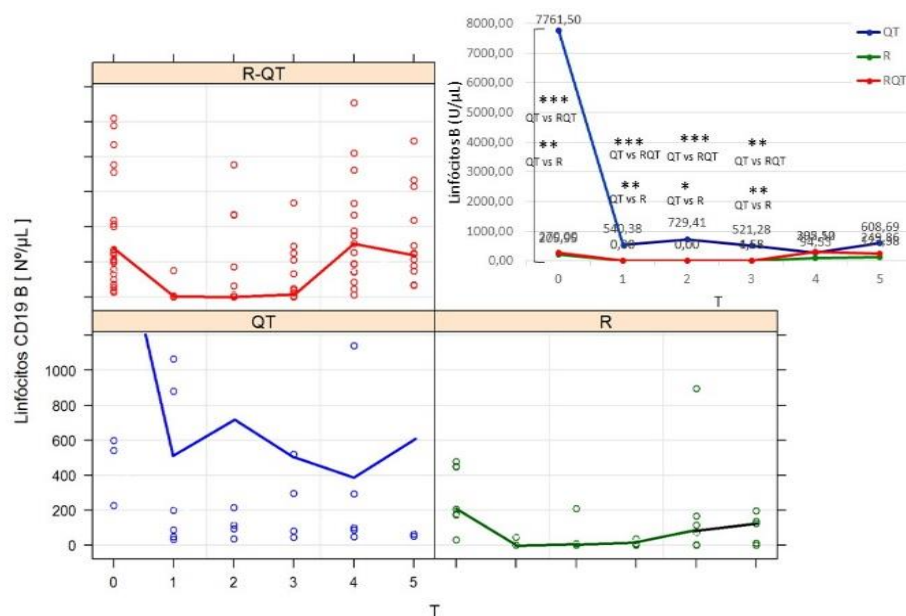 7761,50
8000,00
7000,00
6000,00
5000,00
4000,00
3000,00
2000,00
1000,00
0,00
Linfócitos B (U/µL)
QT
R
RQT
***
QT vs RQT
**
QT vs R
***
QT vs RQT
**
QT vs R
***
QT vs RQT
*
QT vs R
**
QT vs RQT
**
QT vs R
540,38
729,41
521,28
608,69
0,00
54,53
249,86
0 1 2 3 4 5
T
R-QT
Linfócitos CD19 B [ Nº/µL ]
QT
R
1000
800
600
400
200
0
0 1 2 3 4 5
T